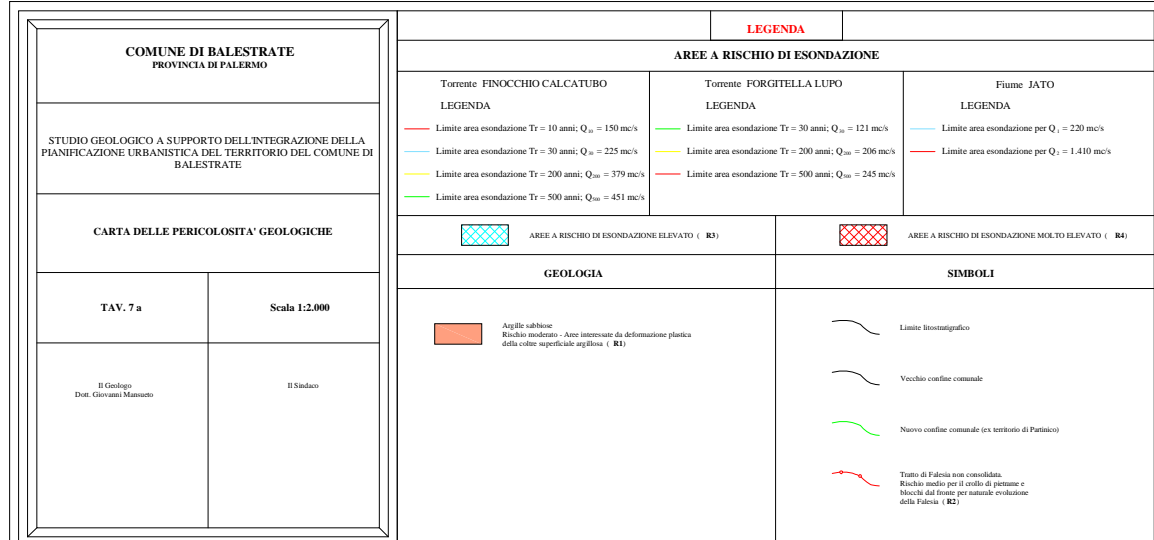 COMUNE DI BALESTRATE
PROVINCIA DI PALERMO
STUDIO GEOLOGICO A SUPPORTO DELL'INTEGRAZIONE DELLA
PIANIFICAZIONE URBANISTICA DEL TERRITORIO DEL COMUNE DI
BALESTRATE
CARTA DELLE PERICOLOSITA' GEOLOGICHE
TAV. 7 a
Scala 1:2.000
Il Geologo
Dott. Giovanni Mansueto
Il Sindaco
LEGENDA
AREE A RISCHIO DI ESONDAZIONE
Torrente FINOCCHIO CALCATUBO
LEGENDA
Limite area esondazione Tr = 10 anni; Q10 = 150 mc/s
Limite area esondazione Tr = 30 anni; Q30 = 225 mc/s
Limite area esondazione Tr = 200 anni; Q200 = 379 mc/s
Limite area esondazione Tr = 500 anni; Q500 = 451 mc/s
Torrente FORGITELLA LUPO
LEGENDA
Limite area esondazione Tr = 30 anni; Q30 = 121 mc/s
Limite area esondazione Tr = 200 anni; Q200 = 206 mc/s
Limite area esondazione Tr = 500 anni; Q500 = 245 mc/s
Fiume JATO
LEGENDA
Limite area esondazione per Q1 = 220 mc/s
Limite area esondazione per Q2 = 1.410 mc/s
AREE A RISCHIO DI ESONDAZIONE ELEVATO ( R3)
AREE A RISCHIO DI ESONDAZIONE MOLTO ELEVATO ( R4)
GEOLOGIA
Argille sabbiose
Rischio moderato - Aree interessate da deformazione plastica
della coltre superficiale argillosa ( R1)
SIMBOLI
Limite litostratigrafico
Vecchio confine comunale
Nuovo confine comunale (ex territorio di Partinico)
Tratto di Falesia non consolidata.
Rischio medio per il crollo di pietrame e
blocchi dal fronte per naturale evoluzione
della Falesia ( R2)